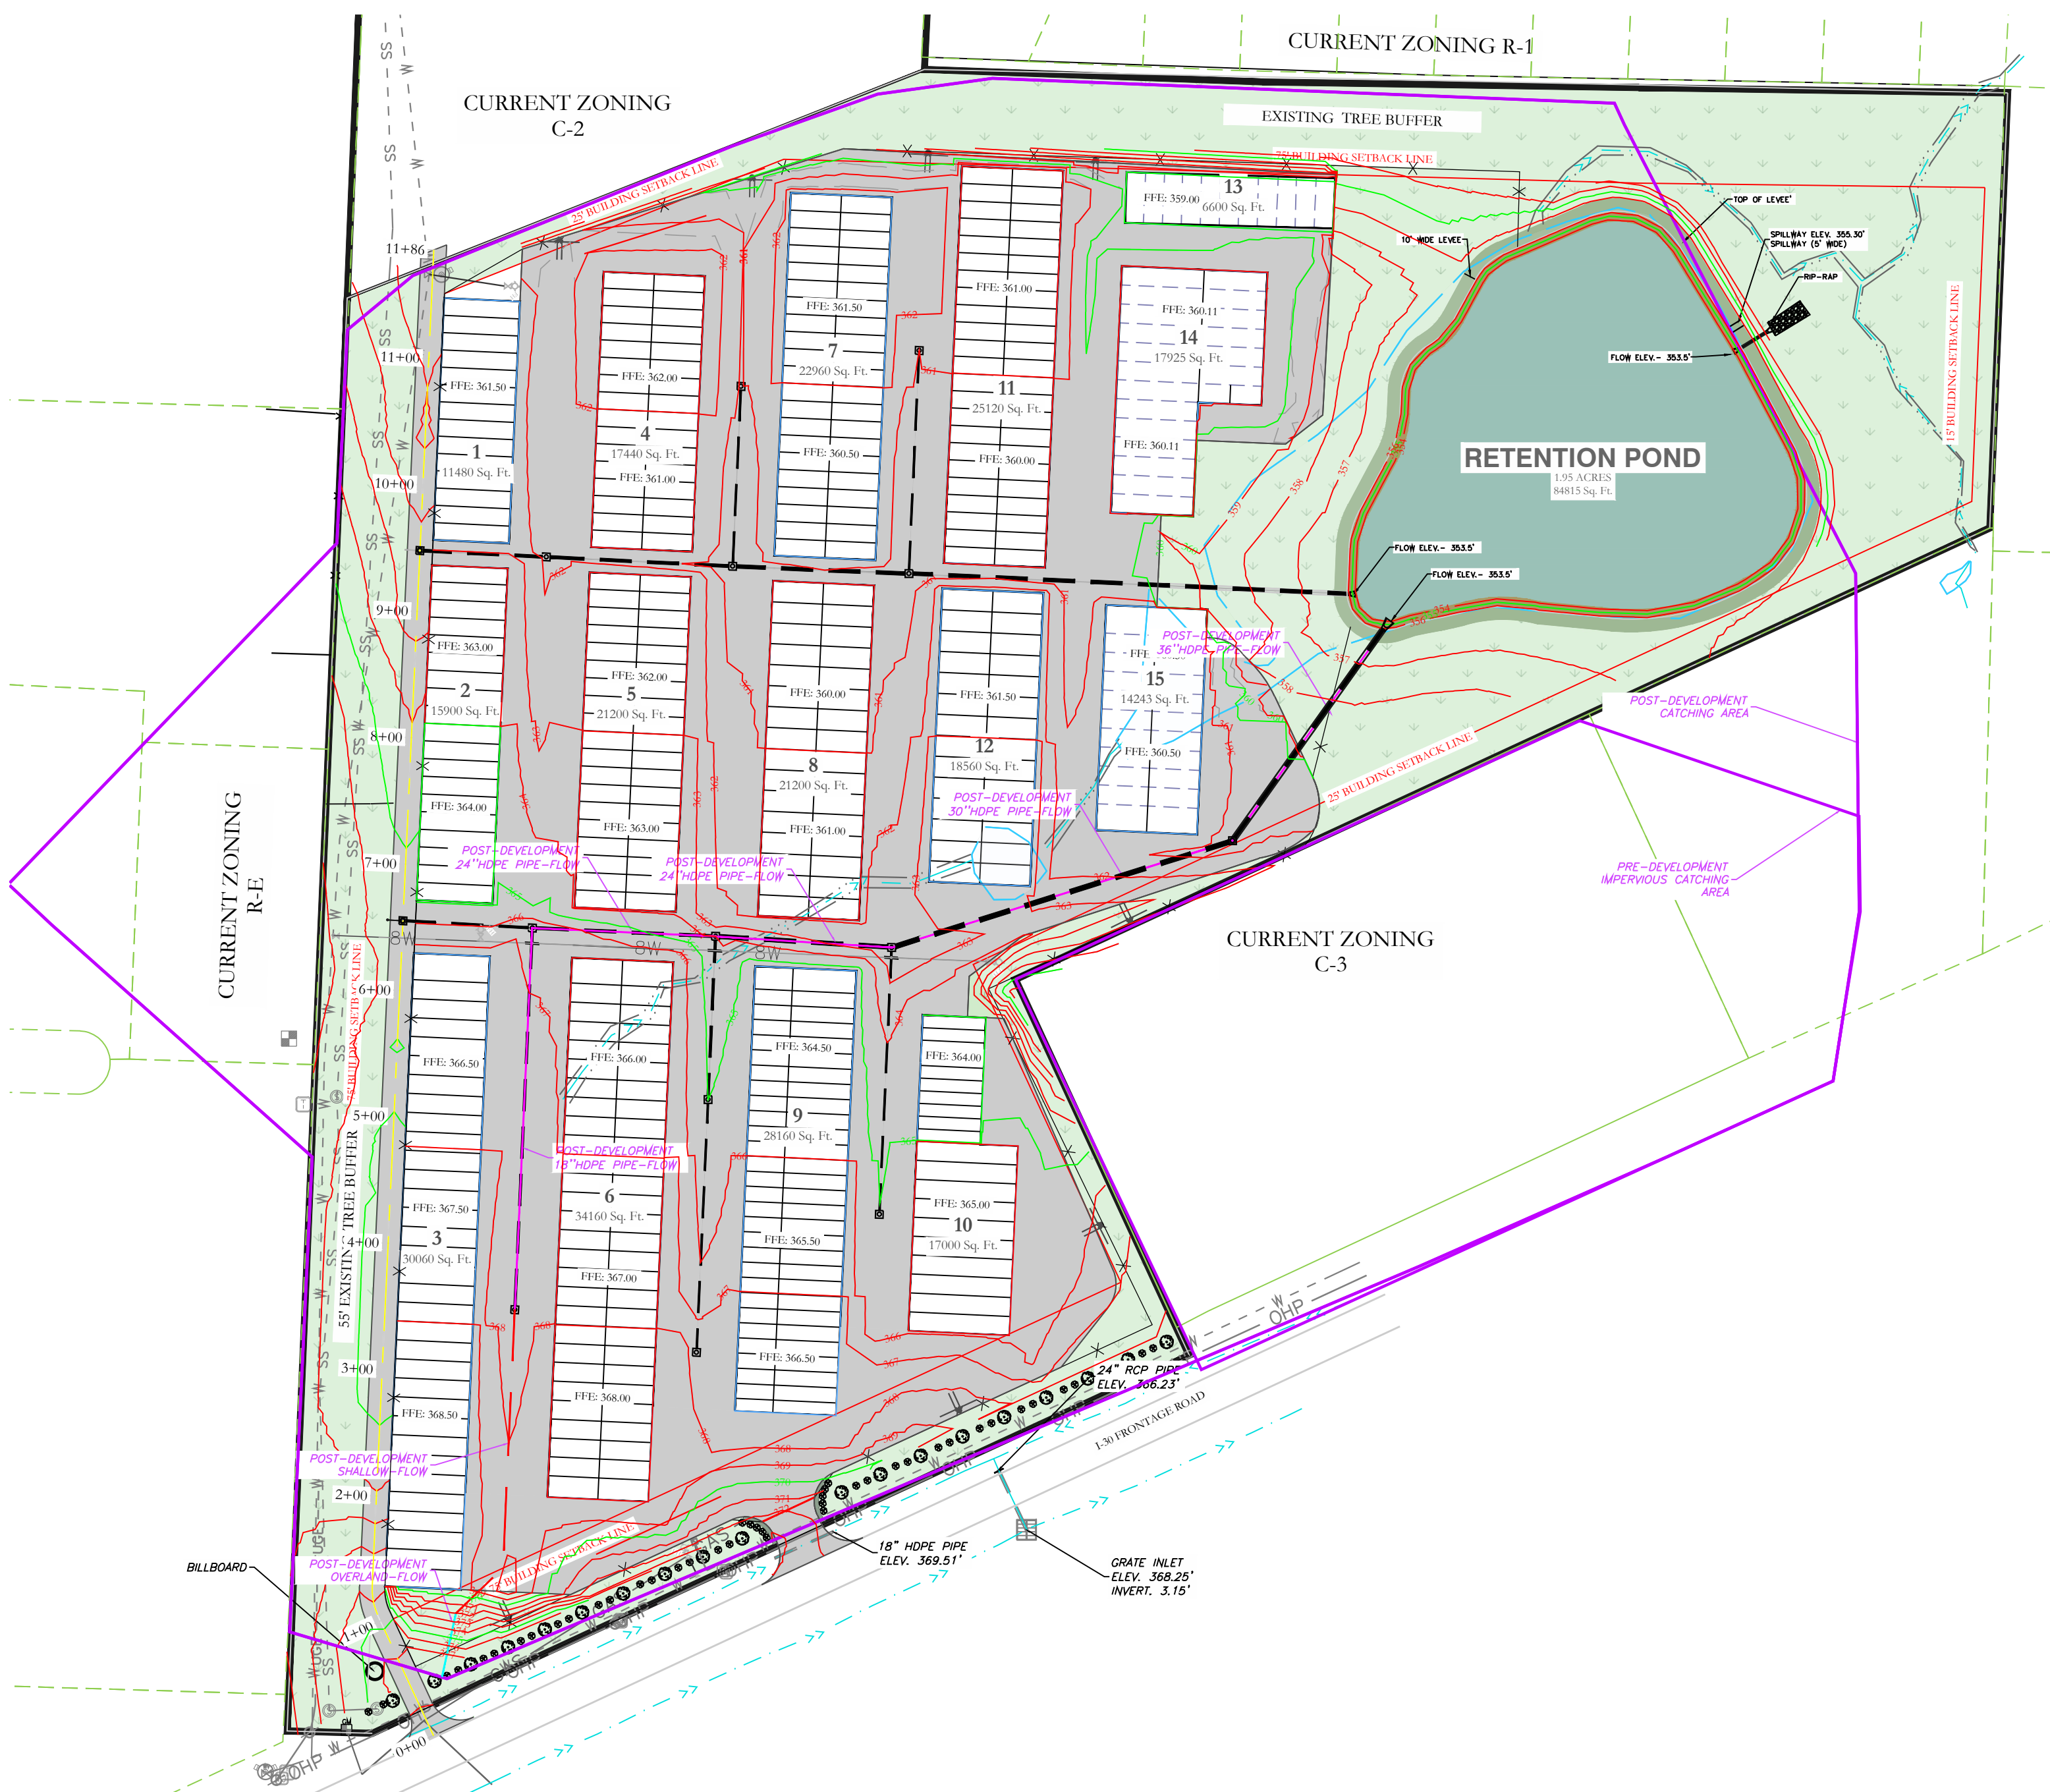 CURRENT ZONING R-1
CURRENT ZONING
C-2
EXISTING TREE BUFFER
75' BUILDING SETBACK LINE
25' BUILDING SETBACK LINE
13
FFE: 359.00
6600 Sq. Ft.
TOP OF LEVEE'
10' WIDE LEVEE
SPILLWAY ELEV. 355.30'
SPILLWAY (5' WIDE)
RIP-RAP
FLOW ELEV.- 353.5'
15' BUILDING SETBACK LINE
11+86
11+00
10+00
9+00
8+00
7+00
6+00
5+00
4+00
3+00
2+00
1+00
0+00
FFE: 361.50
1
11480 Sq. Ft.
FFE: 362.00
4
17440 Sq. Ft.
FFE: 361.00
FFE: 361.50
7
22960 Sq. Ft.
FFE: 360.50
FFE: 361.00
11
25120 Sq. Ft.
FFE: 360.00
FFE: 360.11
14
17925 Sq. Ft.
FFE: 360.11
RETENTION POND
1.95 ACRES
84815 Sq. Ft.
FLOW ELEV.- 353.5'
FLOW ELEV.- 353.5'
FFE: 363.00
2
15900 Sq. Ft.
FFE: 364.00
FFE: 362.00
5
21200 Sq. Ft.
FFE: 363.00
FFE: 360.00
8
21200 Sq. Ft.
FFE: 361.00
FFE: 361.50
12
18560 Sq. Ft.
POST-DEVELOPMENT
36"HDPE PIPE-FLOW
15
14243 Sq. Ft.
FFE: 360.50
POST-DEVELOPMENT
30"HDPE PIPE-FLOW
POST-DEVELOPMENT
24"HDPE PIPE-FLOW
POST-DEVELOPMENT
24"HDPE PIPE-FLOW
25' BUILDING SETBACK LINE
POST-DEVELOPMENT
CATCHING AREA
PRE-DEVELOPMENT
IMPERVIOUS CATCHING
AREA
CURRENT ZONING
R-E
CURRENT ZONING
C-3
8W
8W
8W
75' BUILDING SETBACK LINE
55' EXISTING TREE BUFFER
FFE: 366.50
FFE: 367.50
3
30060 Sq. Ft.
FFE: 368.50
FFE: 366.00
POST-DEVELOPMENT
18"HDPE PIPE-FLOW
6
34160 Sq. Ft.
FFE: 367.00
FFE: 368.00
FFE: 364.50
9
28160 Sq. Ft.
FFE: 365.50
FFE: 366.50
FFE: 364.00
FFE: 365.00
10
17000 Sq. Ft.
POST-DEVELOPMENT
SHALLOW-FLOW
POST-DEVELOPMENT
OVERLAND-FLOW
BILLBOARD
75' BUILDING SETBACK LINE
24" RCP PIPE
ELEV. 366.23'
I-30 FRONTAGE ROAD
18" HDPE PIPE
ELEV. 369.51'
GRATE INLET
ELEV. 368.25'
INVERT. 3.15'
OHP